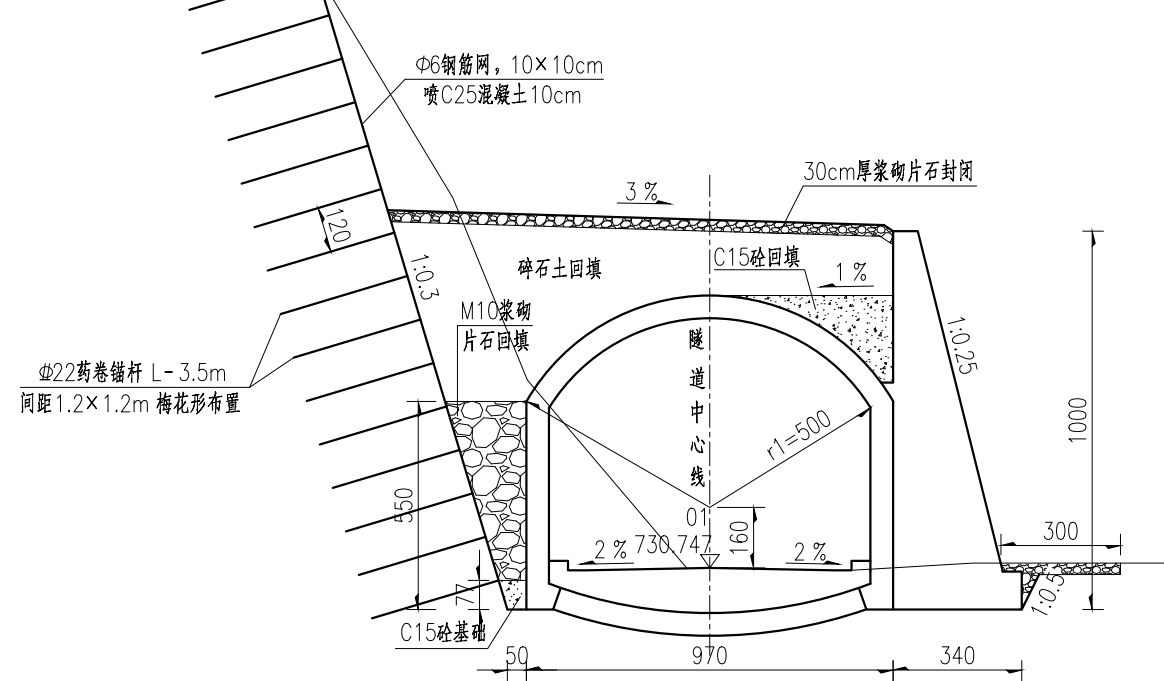 Φ6钢筋网，10×10cm
喷C25混凝土10cm
30cm厚浆砌片石封闭
3%
120
C15砼回填
碎石土回填
1%
1:0.3
M10浆砌
片石回填
隧道中心线
1:0.25
Φ22药卷锚杆 L-3.5m
间距1.2×1.2m 梅花形布置
r1=500
1000
550
01
160
300
2%
730.747
2%
77
1:0.5
C15砼基础
50
970
340